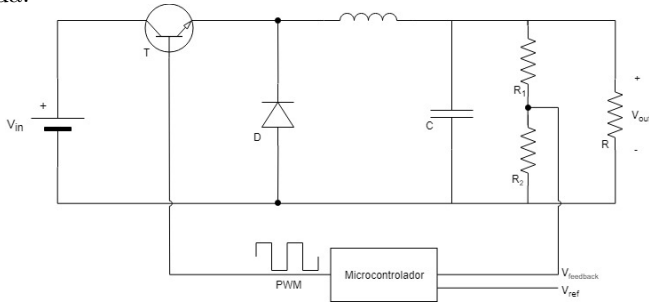 T
+
V_in
D
C
R_1
R_2
R
+
V_out
-
PWM
Microcontrolador
V_feedback
V_ref